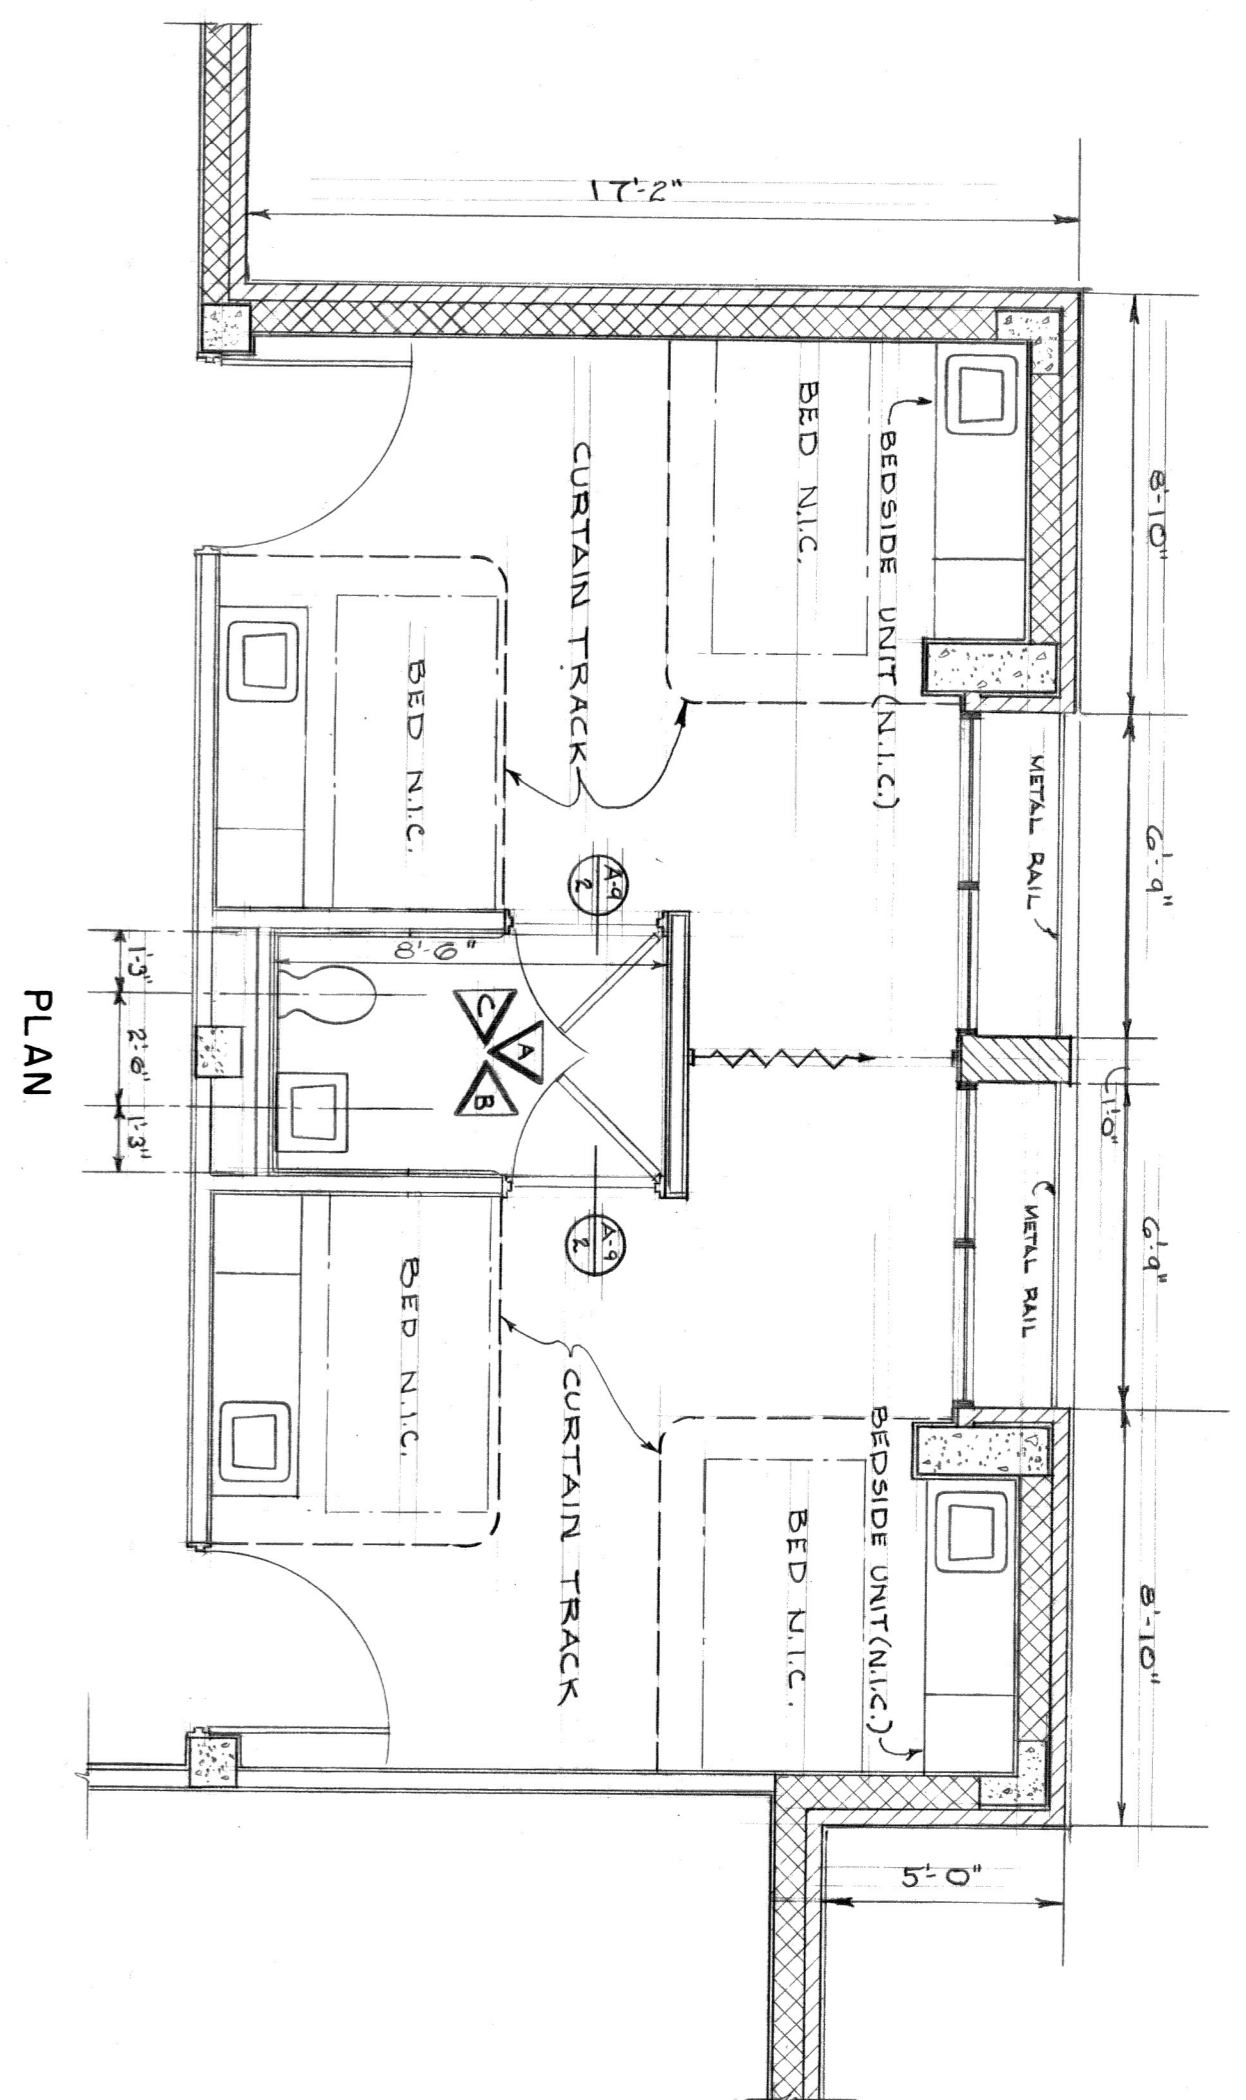 17'-2"
8'-10"
6'-9"
1'-0"
6'-9"
8'-10"
5'-0"
METAL RAIL
METAL RAIL
BEDSIDE UNIT (N.I.C.)
BEDSIDE UNIT (N.I.C.)
BED N.I.C.
BED N.I.C.
CURTAIN TRACK
CURTAIN TRACK
A-9
2
A-9
2
BED N.I.C.
BED N.I.C.
8'-6"
A
C
B
1'-3"
2'-6"
1'-3"
PLAN